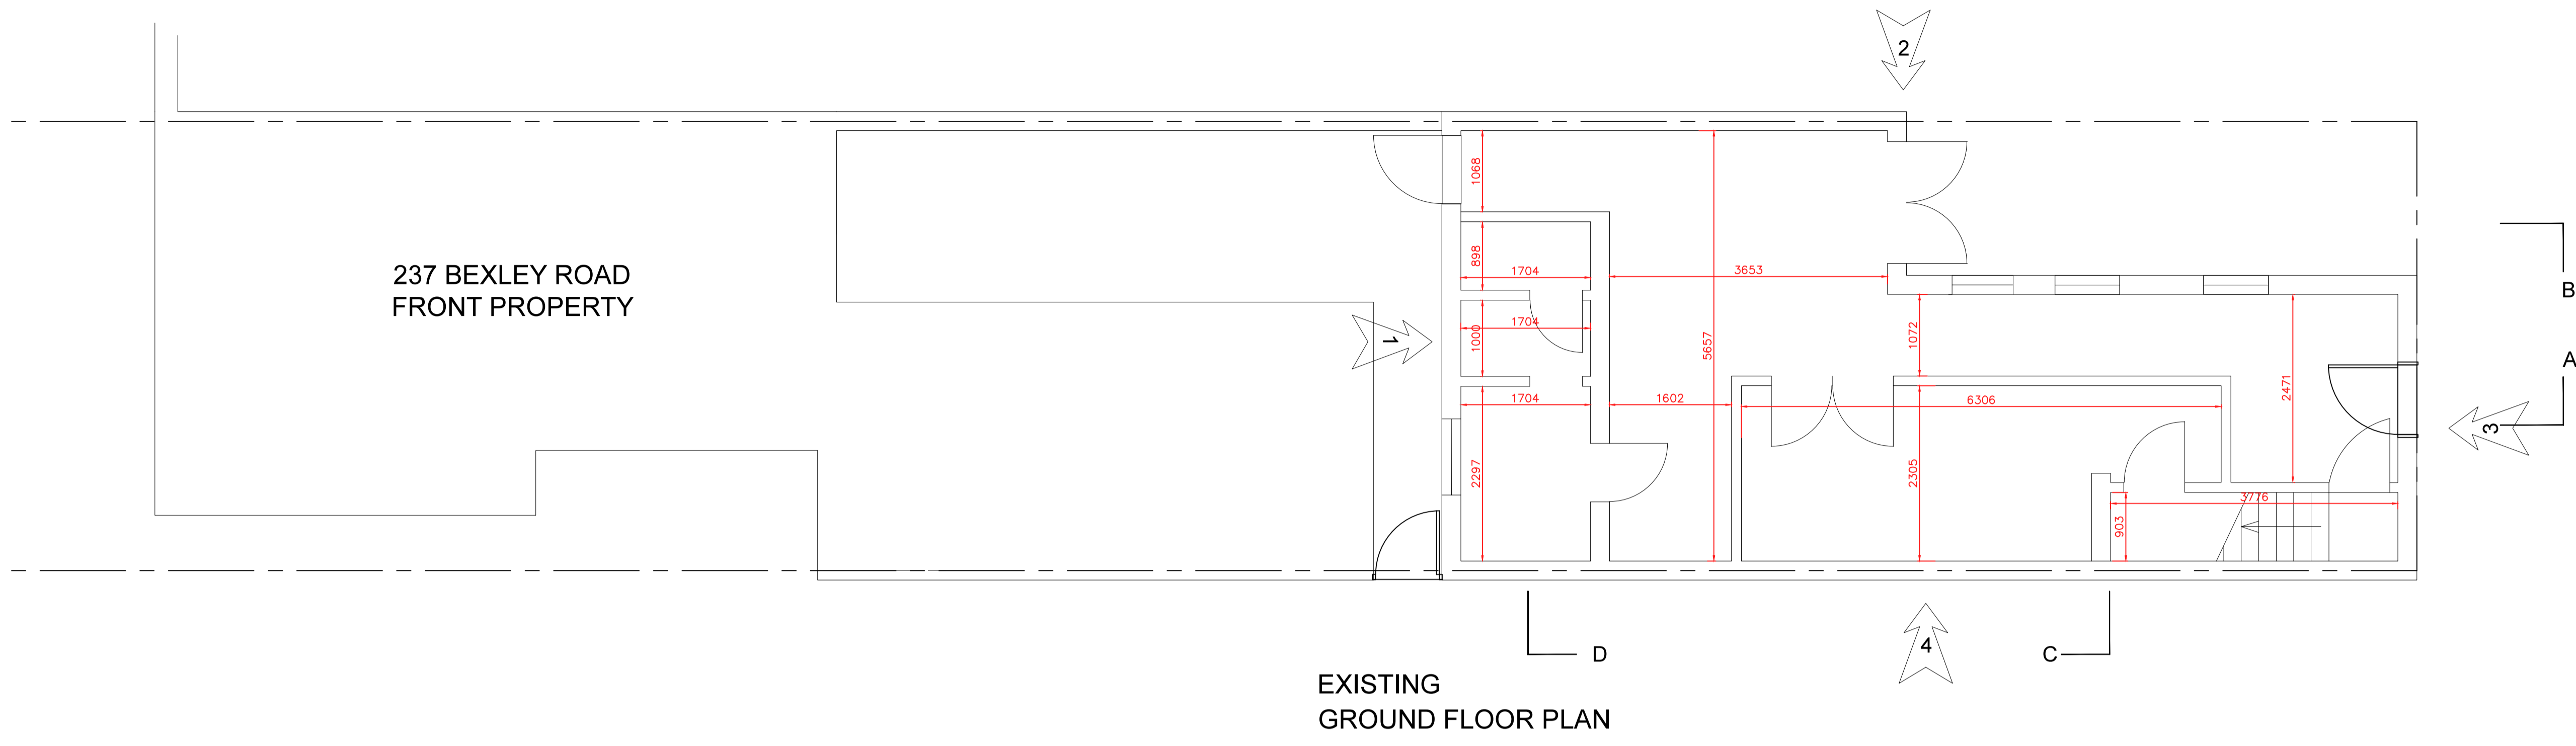 2
1068
237 BEXLEY ROAD
FRONT PROPERTY
898
1704
3653
B
1
1000
1704
5657
1072
A
2471
1704
1602
6306
3
2297
2305
3776
903
D
4
C
EXISTING
GROUND FLOOR PLAN